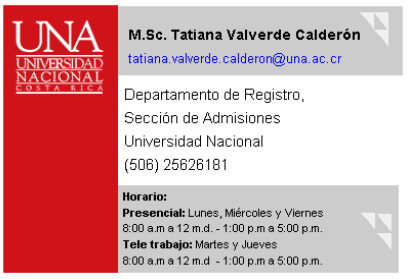 UNA
UNIVERSIDAD
NACIONAL
COSTA RICA
M.Sc. Tatiana Valverde Calderón
tatiana.valverde.calderon@una.ac.cr
Departamento de Registro,
Sección de Admisiones
Universidad Nacional
(506) 25626181
Horario:
Presencial: Lunes, Miércoles y Viernes
8:00 a.m a 12 m.d. - 1:00 p.m a 5:00 p.m.
Tele trabajo: Martes y Jueves
8:00 a.m a 12 m.d - 1:00 p.m a 5:00 p.m.